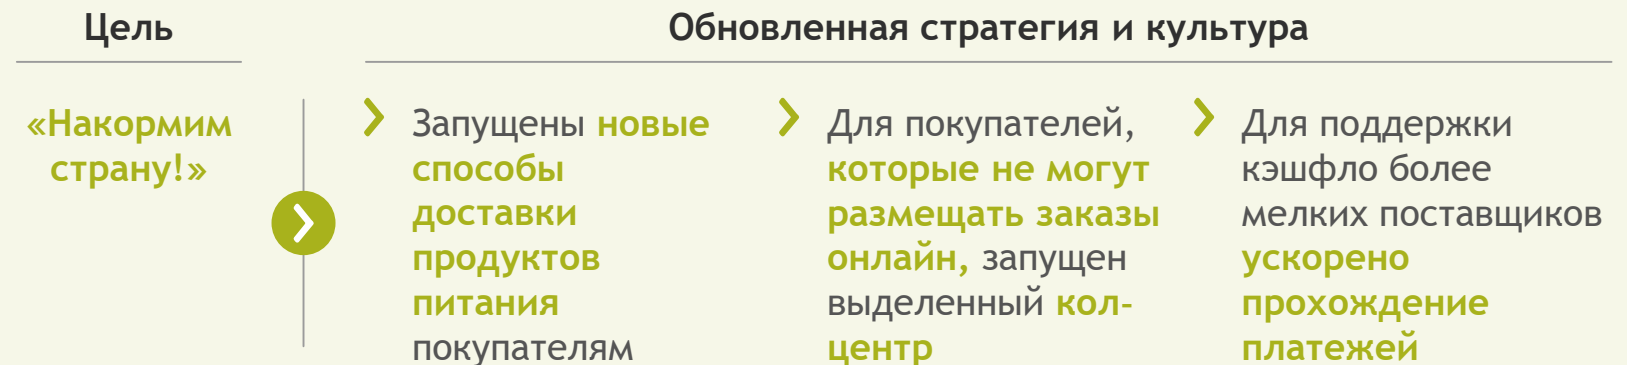 Цель
Обновленная стратегия и культура
«Накормим
страну!»
Запущены новые
способы
доставки
продуктов
питания
покупателям
Для покупателей,
которые не могут
размещать заказы
онлайн, запущен
выделенный кол-
центр
Для поддержки
кэшфло более
мелких поставщиков
ускорено
прохождение
платежей